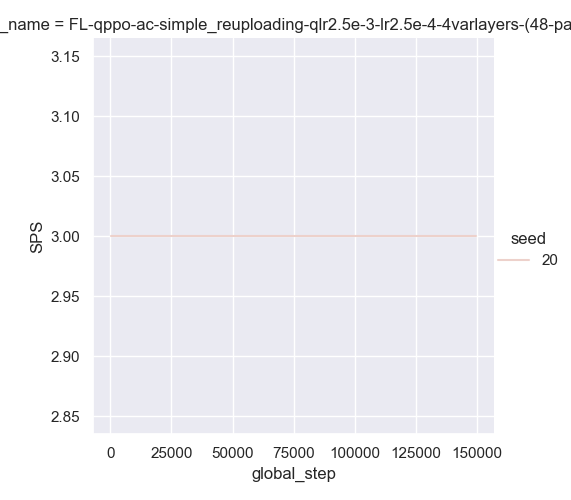 _name = FL-qppo-ac-simple_reuploading-qlr2.5e-3-lr2.5e-4-4varlayers-(48-pa
3.15
3.10
3.05
3.00
2.95
2.90
2.85
SPS
0 25000 50000 75000 100000 125000 150000
global_step
seed
20